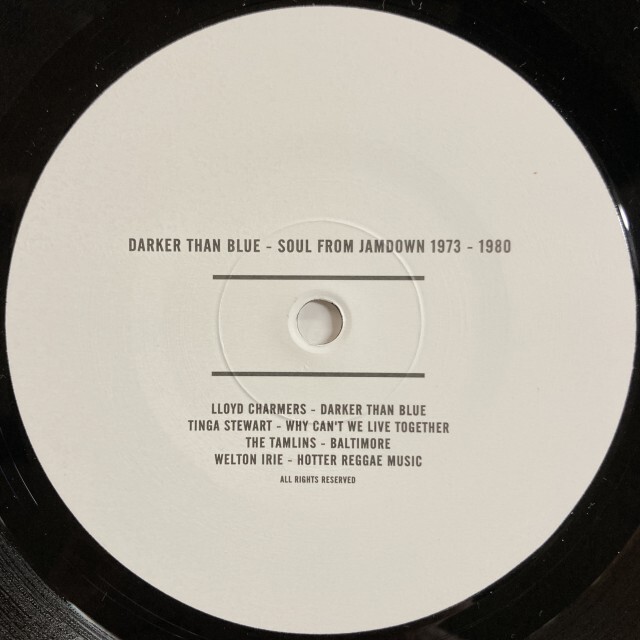 DARKER THAN BLUE - SOUL FROM JAMDOWN 1973 - 1980
LLOYD CHARMERS - DARKER THAN BLUE
TINGA STEWART - WHY CAN'T WE LIVE TOGETHER
THE TAMLINS - BALTIMORE
WELTON IRIE - HOTTER REGGAE MUSIC
ALL RIGHTS RESERVED